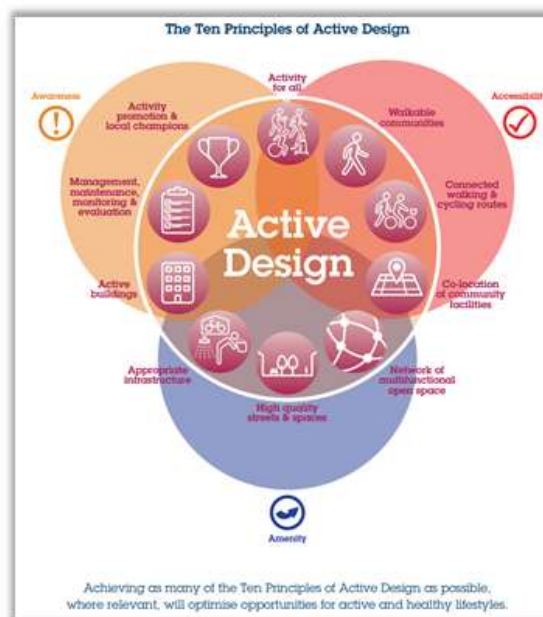 The Ten Principles of Active Design
Activity
for all
Awareness
Accessibility
Activity
promotion &
local champions
Walkable
communities
Management,
maintenance,
monitoring &
evaluation
Connected
walking &
cycling routes
Active
Design
Active
buildings
Co-location
of community
facilities
Appropriate
infrastructure
Network of
multifunctional
open space
High quality
streets & spaces
Amenity
Achieving as many of the Ten Principles of Active Design as possible,
where relevant, will optimise opportunities for active and healthy lifestyles.